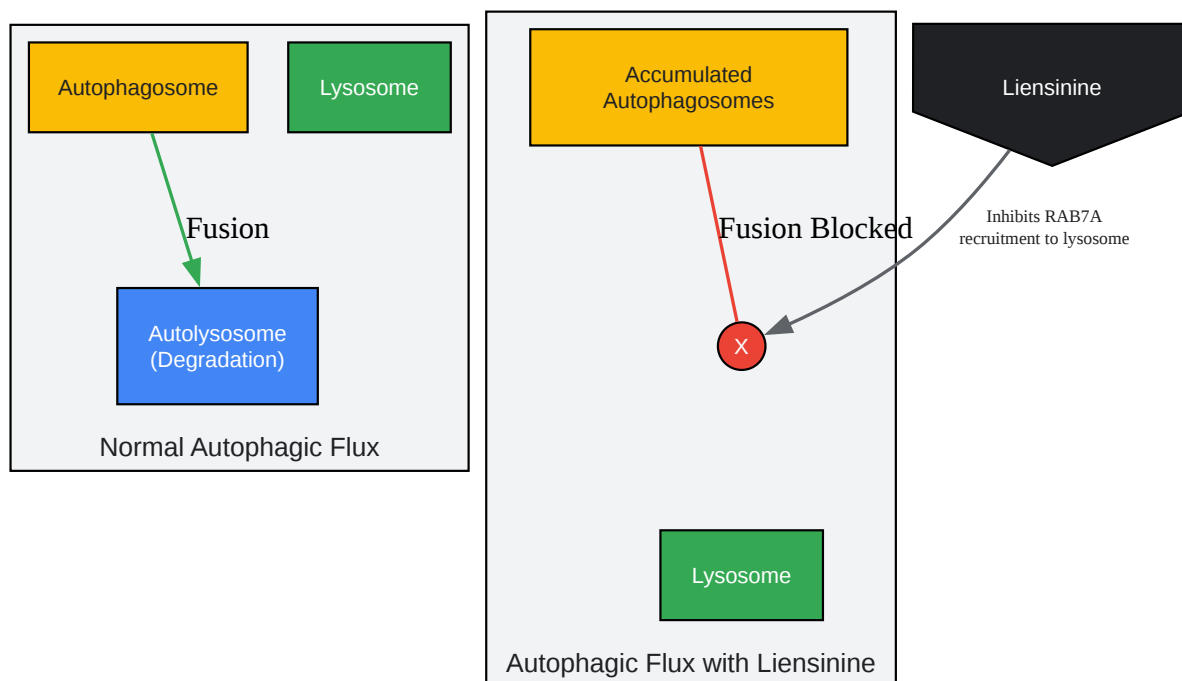 Autophagosome
Lysosome
Fusion
Autolysosome
(Degradation)
Normal Autophagic Flux
Accumulated
Autophagosomes
Fusion Blocked
X
Lysosome
Autophagic Flux with Liensinine
Liensinine
Inhibits RAB7A
recruitment to lysosome